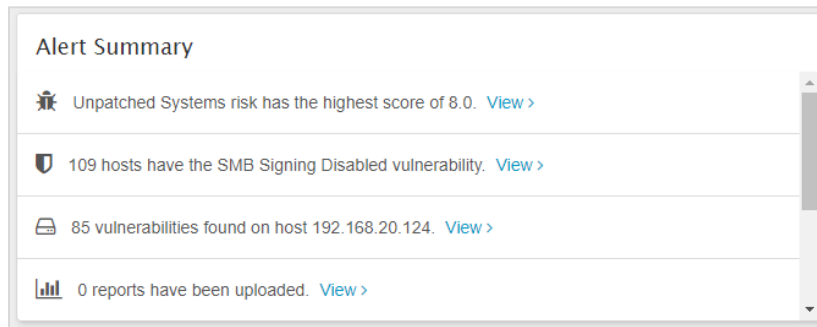 Alert Summary
Unpatched Systems risk has the highest score of 8.0. View >
109 hosts have the SMB Signing Disabled vulnerability. View >
85 vulnerabilities found on host 192.168.20.124. View >
0 reports have been uploaded. View >